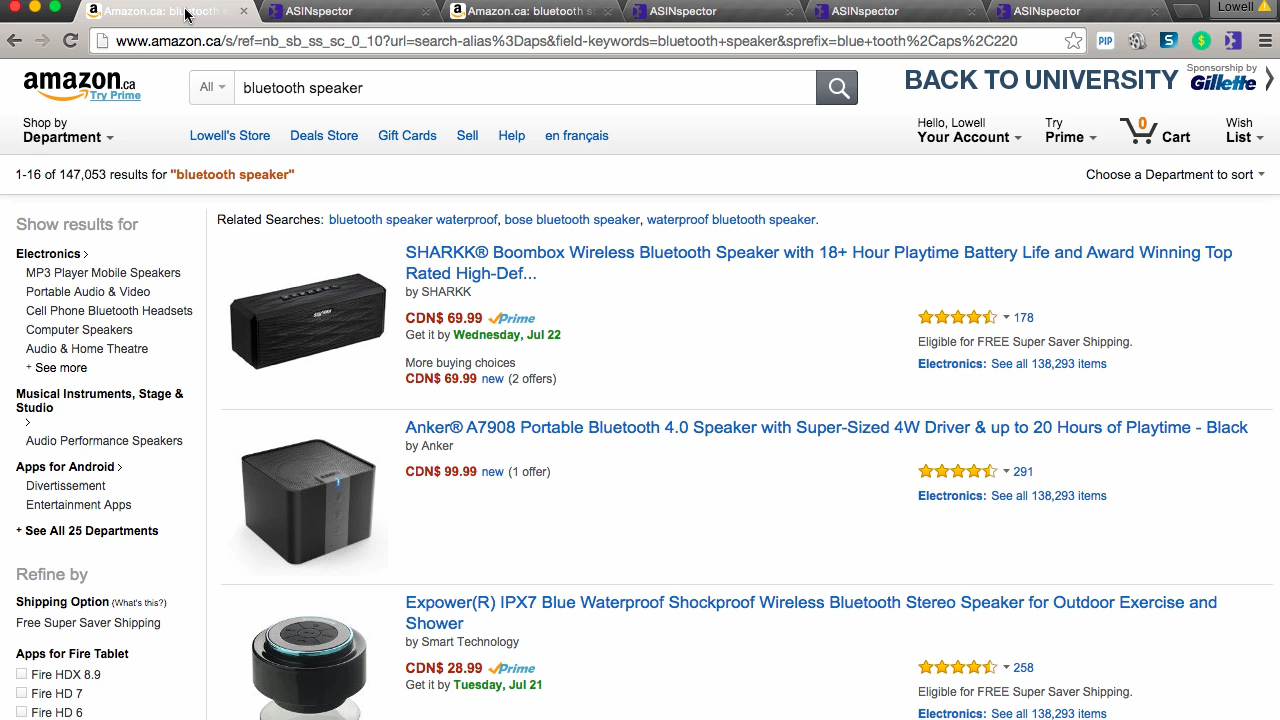 Amazon.ca: bluetooth s
ASINspector
Amazon.ca: bluetooth s
ASINspector
ASINspector
ASINspector
Lowell
www.amazon.ca/s/ref=nb_sb_ss_sc_0_10?url=search-alias%3Daps&field-keywords=bluetooth+speaker&sprefix=blue+tooth%2Caps%2C220
PIP
S
$
amazon.ca
Try Prime
All
bluetooth speaker
BACK TO UNIVERSITY
Sponsorship by
Gillette
Shop by
Department
Lowell's Store
Deals Store
Gift Cards
Sell
Help
en français
Hello, Lowell
Your Account
Try
Prime
0
Cart
Wish
List
1-16 of 147,053 results for "bluetooth speaker"
Choose a Department to sort
Show results for
Electronics
MP3 Player Mobile Speakers
Portable Audio & Video
Cell Phone Bluetooth Headsets
Computer Speakers
Audio & Home Theatre
+ See more
Musical Instruments, Stage &
Studio
Audio Performance Speakers
Apps for Android
Divertissement
Entertainment Apps
+ See All 25 Departments
Refine by
Shipping Option (What's this?)
Free Super Saver Shipping
Apps for Fire Tablet
Fire HDX 8.9
Fire HD 7
Fire HD 6
Related Searches: bluetooth speaker waterproof, bose bluetooth speaker, waterproof bluetooth speaker.
SHARKK® Boombox Wireless Bluetooth Speaker with 18+ Hour Playtime Battery Life and Award Winning Top
Rated High-Def...
by SHARKK
CDN$ 69.99 Prime
Get it by Wednesday, Jul 22
More buying choices
CDN$ 69.99 new (2 offers)
178
Eligible for FREE Super Saver Shipping.
Electronics: See all 138,293 items
Anker® A7908 Portable Bluetooth 4.0 Speaker with Super-Sized 4W Driver & up to 20 Hours of Playtime - Black
by Anker
CDN$ 99.99 new (1 offer)
291
Electronics: See all 138,293 items
Expower(R) IPX7 Blue Waterproof Shockproof Wireless Bluetooth Stereo Speaker for Outdoor Exercise and
Shower
by Smart Technology
CDN$ 28.99 Prime
Get it by Tuesday, Jul 21
258
Eligible for FREE Super Saver Shipping.
Electronics: See all 138,293 items